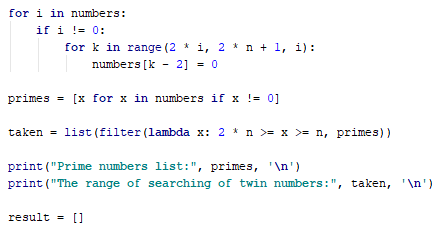 for i in numbers:
    if i != 0:
        for k in range(2 * i, 2 * n + 1, i):
            numbers[k - 2] = 0
primes = [x for x in numbers if x != 0]
taken = list(filter(lambda x: 2 * n >= x >= n, primes))
print("Prime numbers list:", primes, '\n')
print("The range of searching of twin numbers:", taken, '\n')
result = []